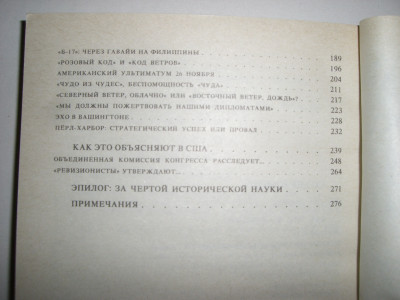 «Б-17»: ЧЕРЕЗ ГАВАЙИ НА ФИЛИППИНЫ . . . . . 189
«РОЗОВЫЙ КОД» И «КОД ВЕТРОВ» . . . . . 196
АМЕРИКАНСКИЙ УЛЬТИМАТУМ 26 НОЯБРЯ . . . . . 204
«ЧУДО ИЗ ЧУДЕС», БЕСПОМОЩНОСТЬ «ЧУДА» . . . . . 211
«СЕВЕРНЫЙ ВЕТЕР, ОБЛАЧНО» ИЛИ «ВОСТОЧНЫЙ ВЕТЕР, ДОЖДЬ»? . 217
«МЫ ДОЛЖНЫ ПОЖЕРТВОВАТЬ НАШИМИ ДИПЛОМАТАМИ» . . . 223
ЭХО В ВАШИНГТОНЕ . . . . . 228
ПЁРЛ-ХАРБОР: СТРАТЕГИЧЕСКИЙ УСПЕХ ИЛИ ПРОВАЛ . . . 232
КАК ЭТО ОБЪЯСНЯЮТ В США . . . . . 239
ОБЪЕДИНЕННАЯ КОМИССИЯ КОНГРЕССА РАССЛЕДУЕТ... . . . 248
«РЕВИЗИОНИСТЫ» УТВЕРЖДАЮТ... . . . . . 264
ЭПИЛОГ: ЗА ЧЕРТОЙ ИСТОРИЧЕСКОЙ НАУКИ . . . . 271
ПРИМЕЧАНИЯ . . . . . 276